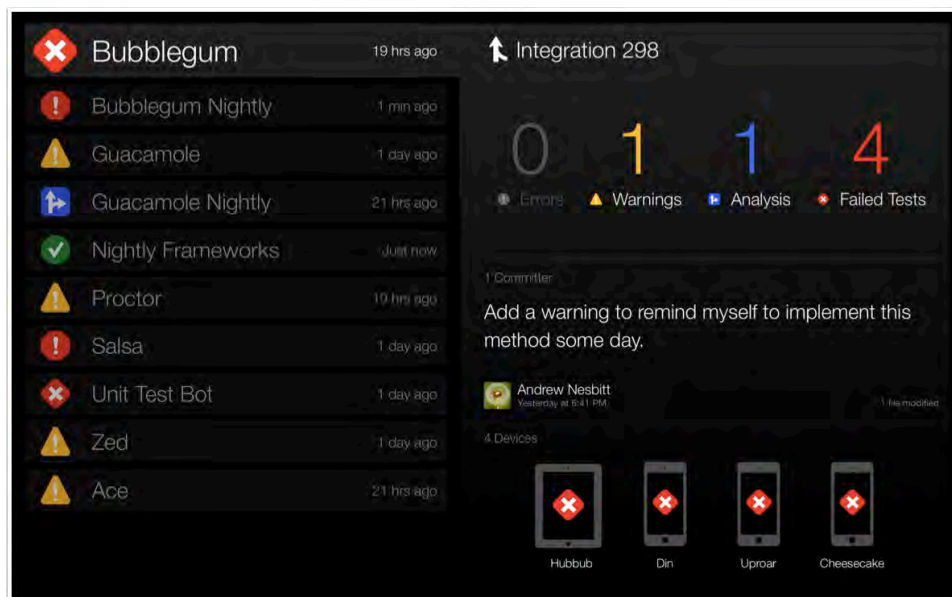 Bubblegum 19 hrs ago
Bubblegum Nightly 1 min ago
Guacamole 1 day ago
Guacamole Nightly 21 hrs ago
Nightly Frameworks Just now
Proctor 19 hrs ago
Salsa 1 day ago
Unit Test Bot 1 day ago
Zed 1 day ago
Ace 21 hrs ago
Integration 298
0 1 1 4
Errors Warnings Analysis Failed Tests
1 Committer
Add a warning to remind myself to implement this
method some day.
Andrew Nesbitt
Yesterday at 5:41 PM 1 file modified
4 Devices
Hubbub Din Uproar Cheesecake